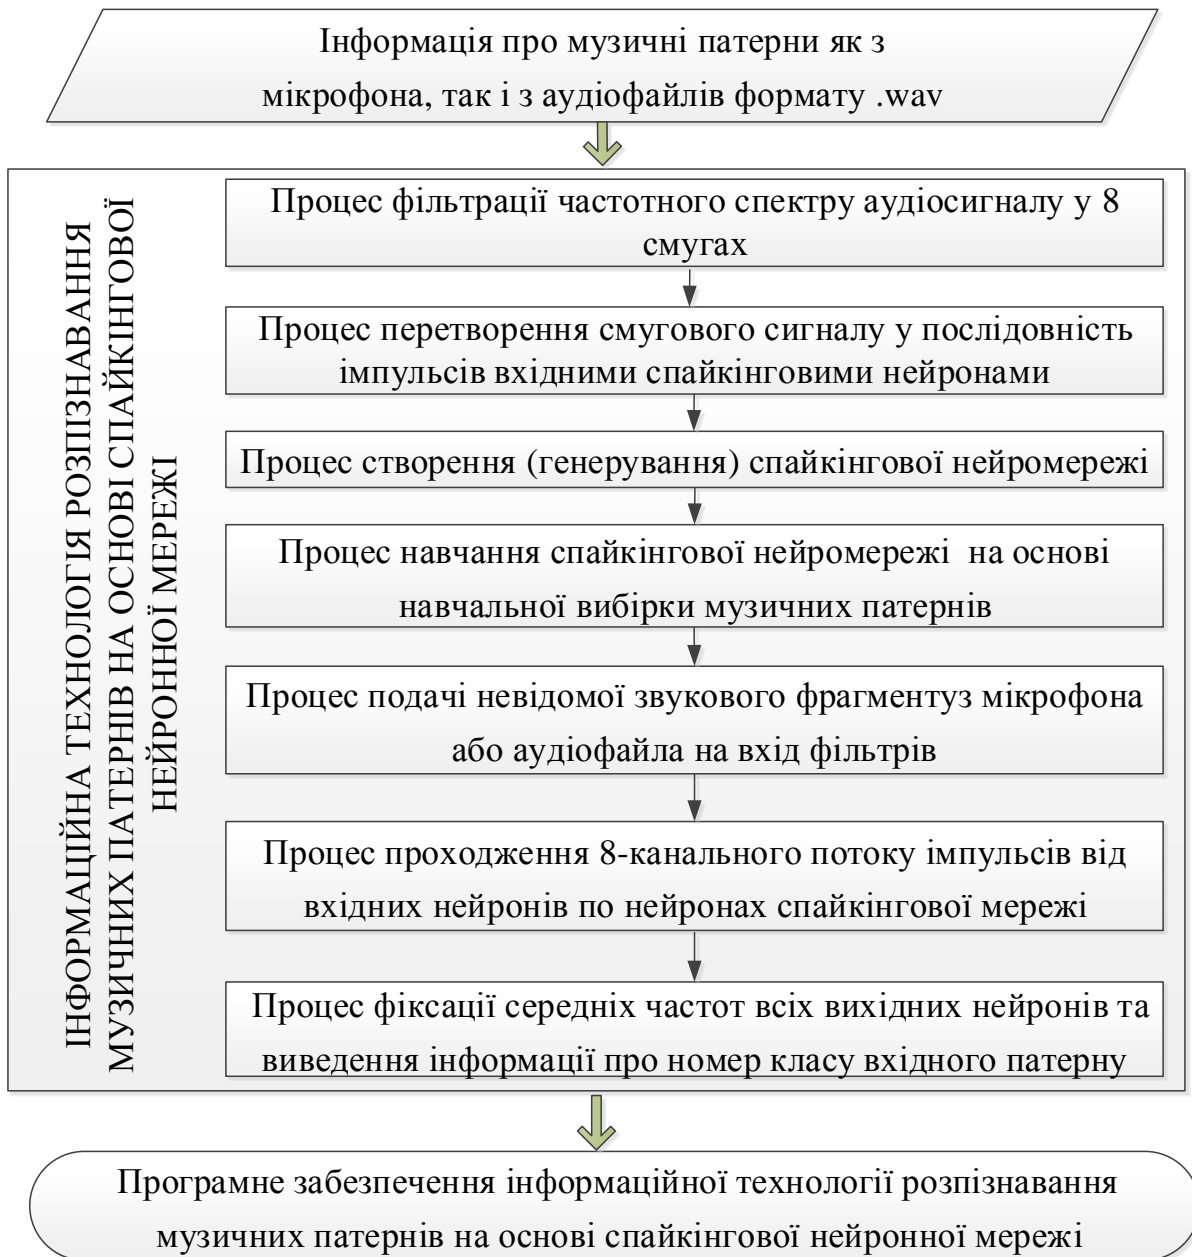 Інформація про музичні патерни як з
мікрофона, так і з аудіофайлів формату .wav
ІНФОРМАЦІЙНА ТЕХНОЛОГІЯ РОЗПІЗНАВАННЯ
МУЗИЧНИХ ПАТЕРНІВ НА ОСНОВІ СПАЙКІНГОВОЇ
НЕЙРОННОЇ МЕРЕЖІ
Процес фільтрації частотного спектру аудіосигналу у 8
смугах
Процес перетворення смугового сигналу у послідовність
імпульсів вхідними спайкінговими нейронами
Процес створення (генерування) спайкінгової нейромережі
Процес навчання спайкінгової нейромережі на основі
навчальної вибірки музичних патернів
Процес подачі невідомої звукового фрагментуз мікрофона
або аудіофайла на вхід фільтрів
Процес проходження 8-канального потоку імпульсів від
вхідних нейронів по нейронах спайкінгової мережі
Процес фіксації середніх частот всіх вихідних нейронів та
виведення інформації про номер класу вхідного патерну
Програмне забезпечення інформаційної технології розпізнавання
музичних патернів на основі спайкінгової нейронної мережі